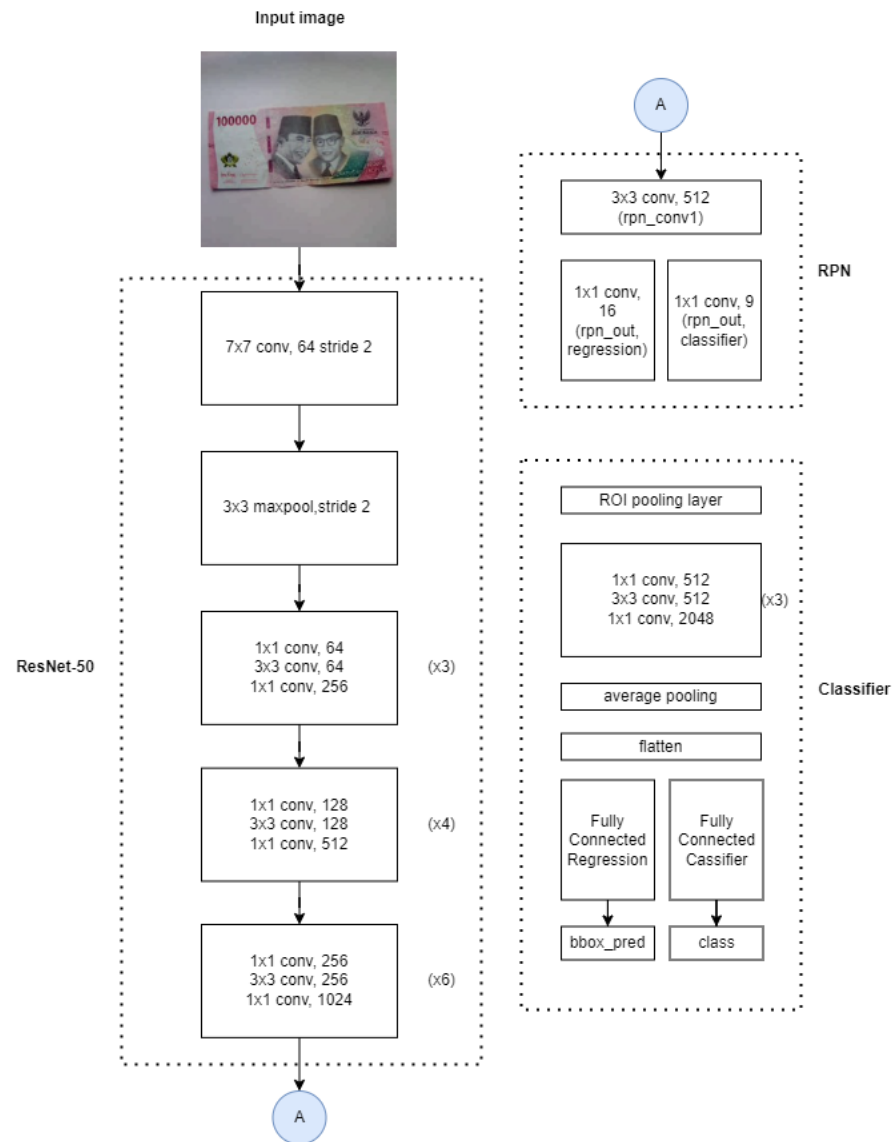 Input image
100000
7x7 conv, 64 stride 2
3x3 maxpool,stride 2
ResNet-50
1x1 conv, 64
3x3 conv, 64
1x1 conv, 256
(x3)
1x1 conv, 128
3x3 conv, 128
1x1 conv, 512
(x4)
1x1 conv, 256
3x3 conv, 256
1x1 conv, 1024
(x6)
A
A
3x3 conv, 512
(rpn_conv1)
1x1 conv,
16
(rpn_out,
regression)
1x1 conv, 9
(rpn_out,
classifier)
RPN
ROI pooling layer
1x1 conv, 512
3x3 conv, 512
1x1 conv, 2048
(x3)
average pooling
Classifier
flatten
Fully
Connected
Regression
Fully
Connected
Cassifier
bbox_pred
class